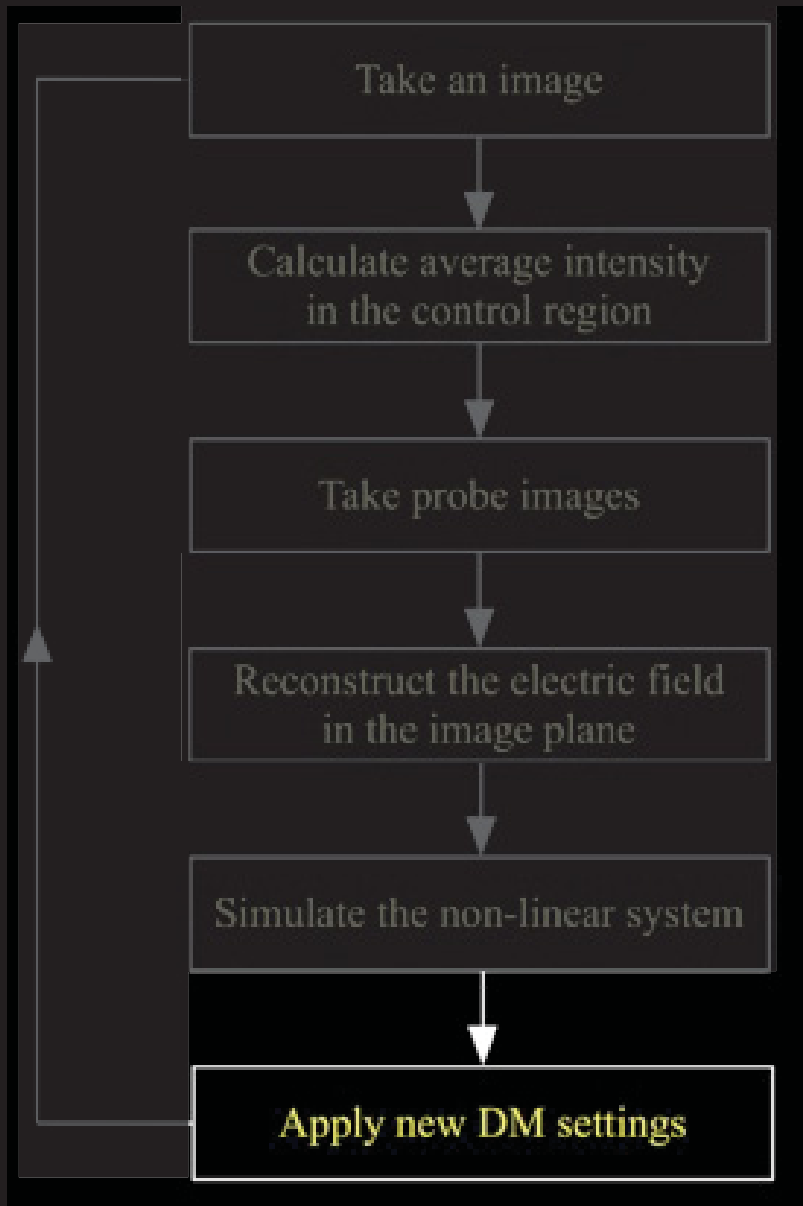 Take an image
Calculate average intensity
in the control region
Take probe images
Reconstruct the electric field
in the image plane
Simulate the non-linear system
Apply new DM settings